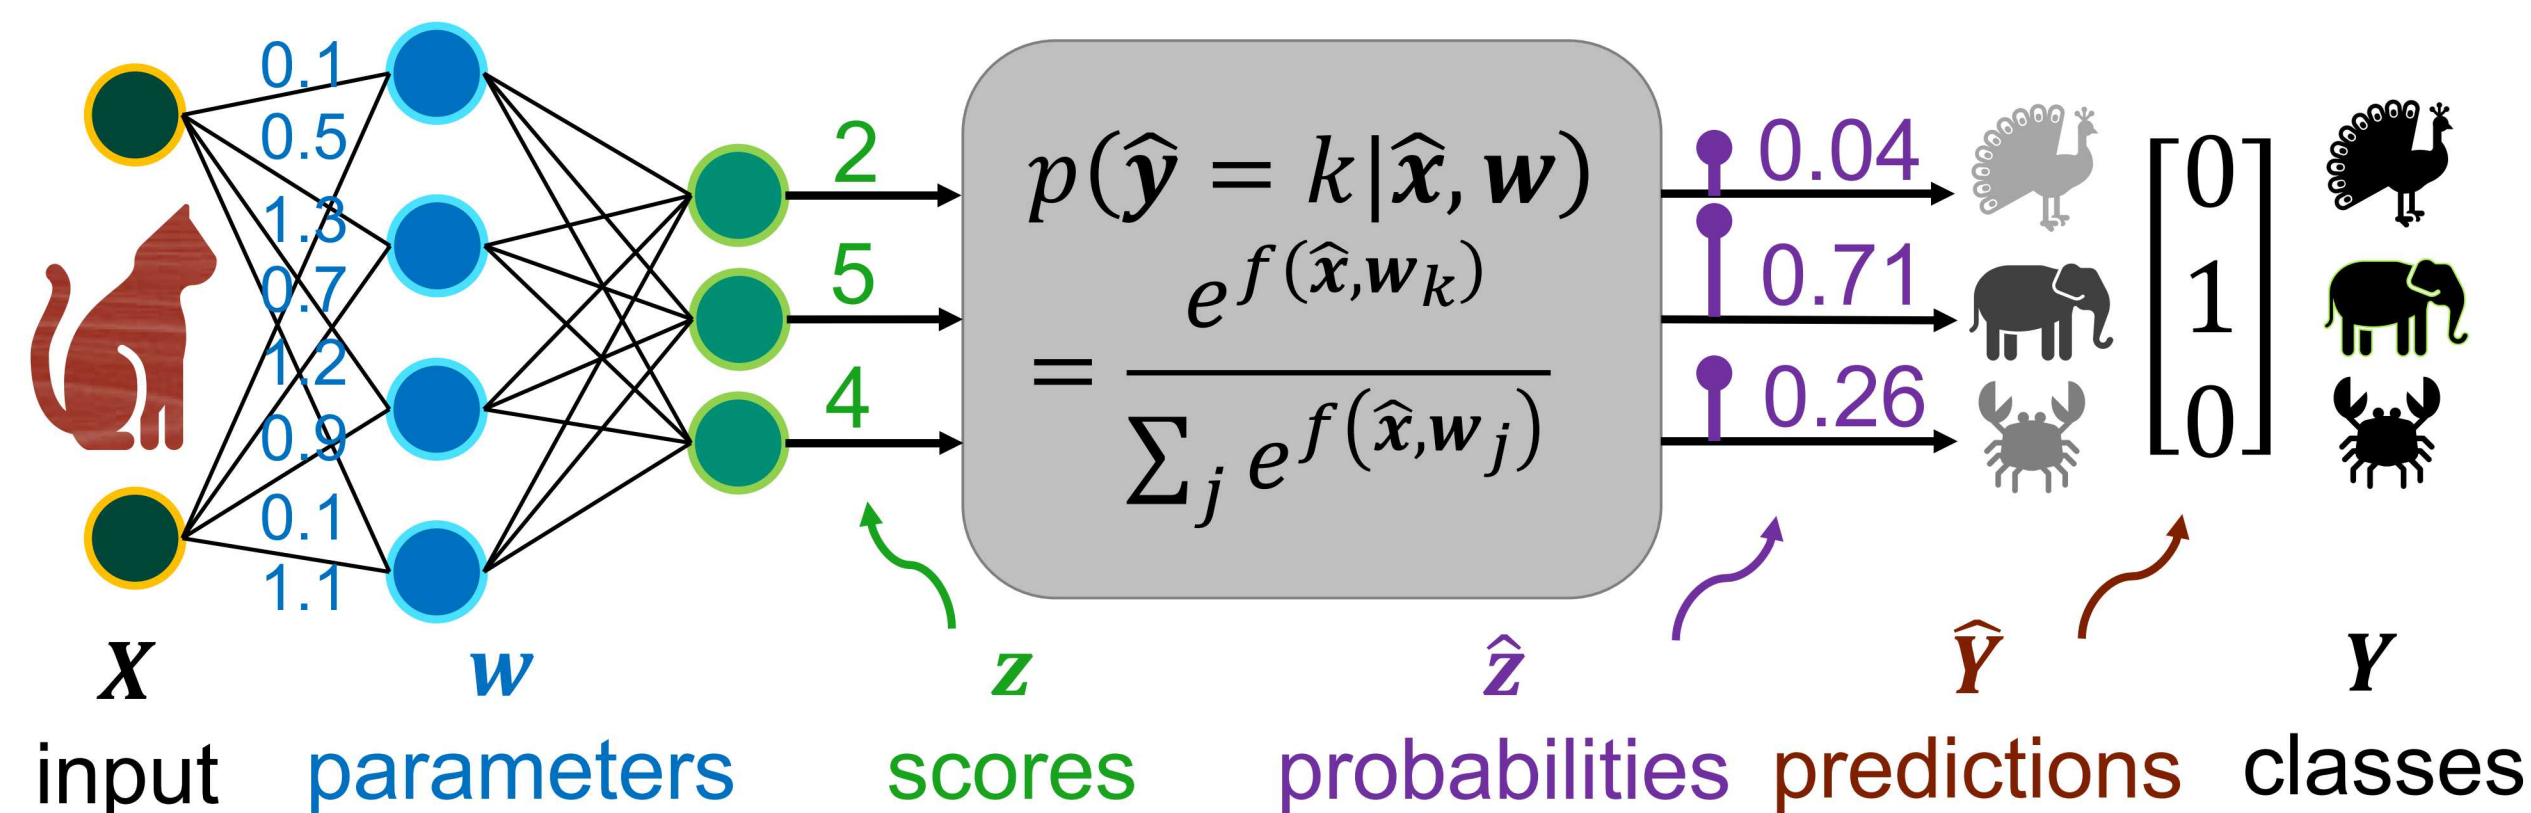 0.1
0.5
1.3
0.7
1.2
0.9
0.1
1.1
2
5
4
p(ŷ = k|x̂, w)
= e^{f(x̂,w_k)} / ∑_j e^{f(x̂,w_j)}
0.04
0.71
0.26
[0
1
0]
X
w
z
ẑ
Ŷ
Y
input
parameters
scores
probabilities
predictions
classes